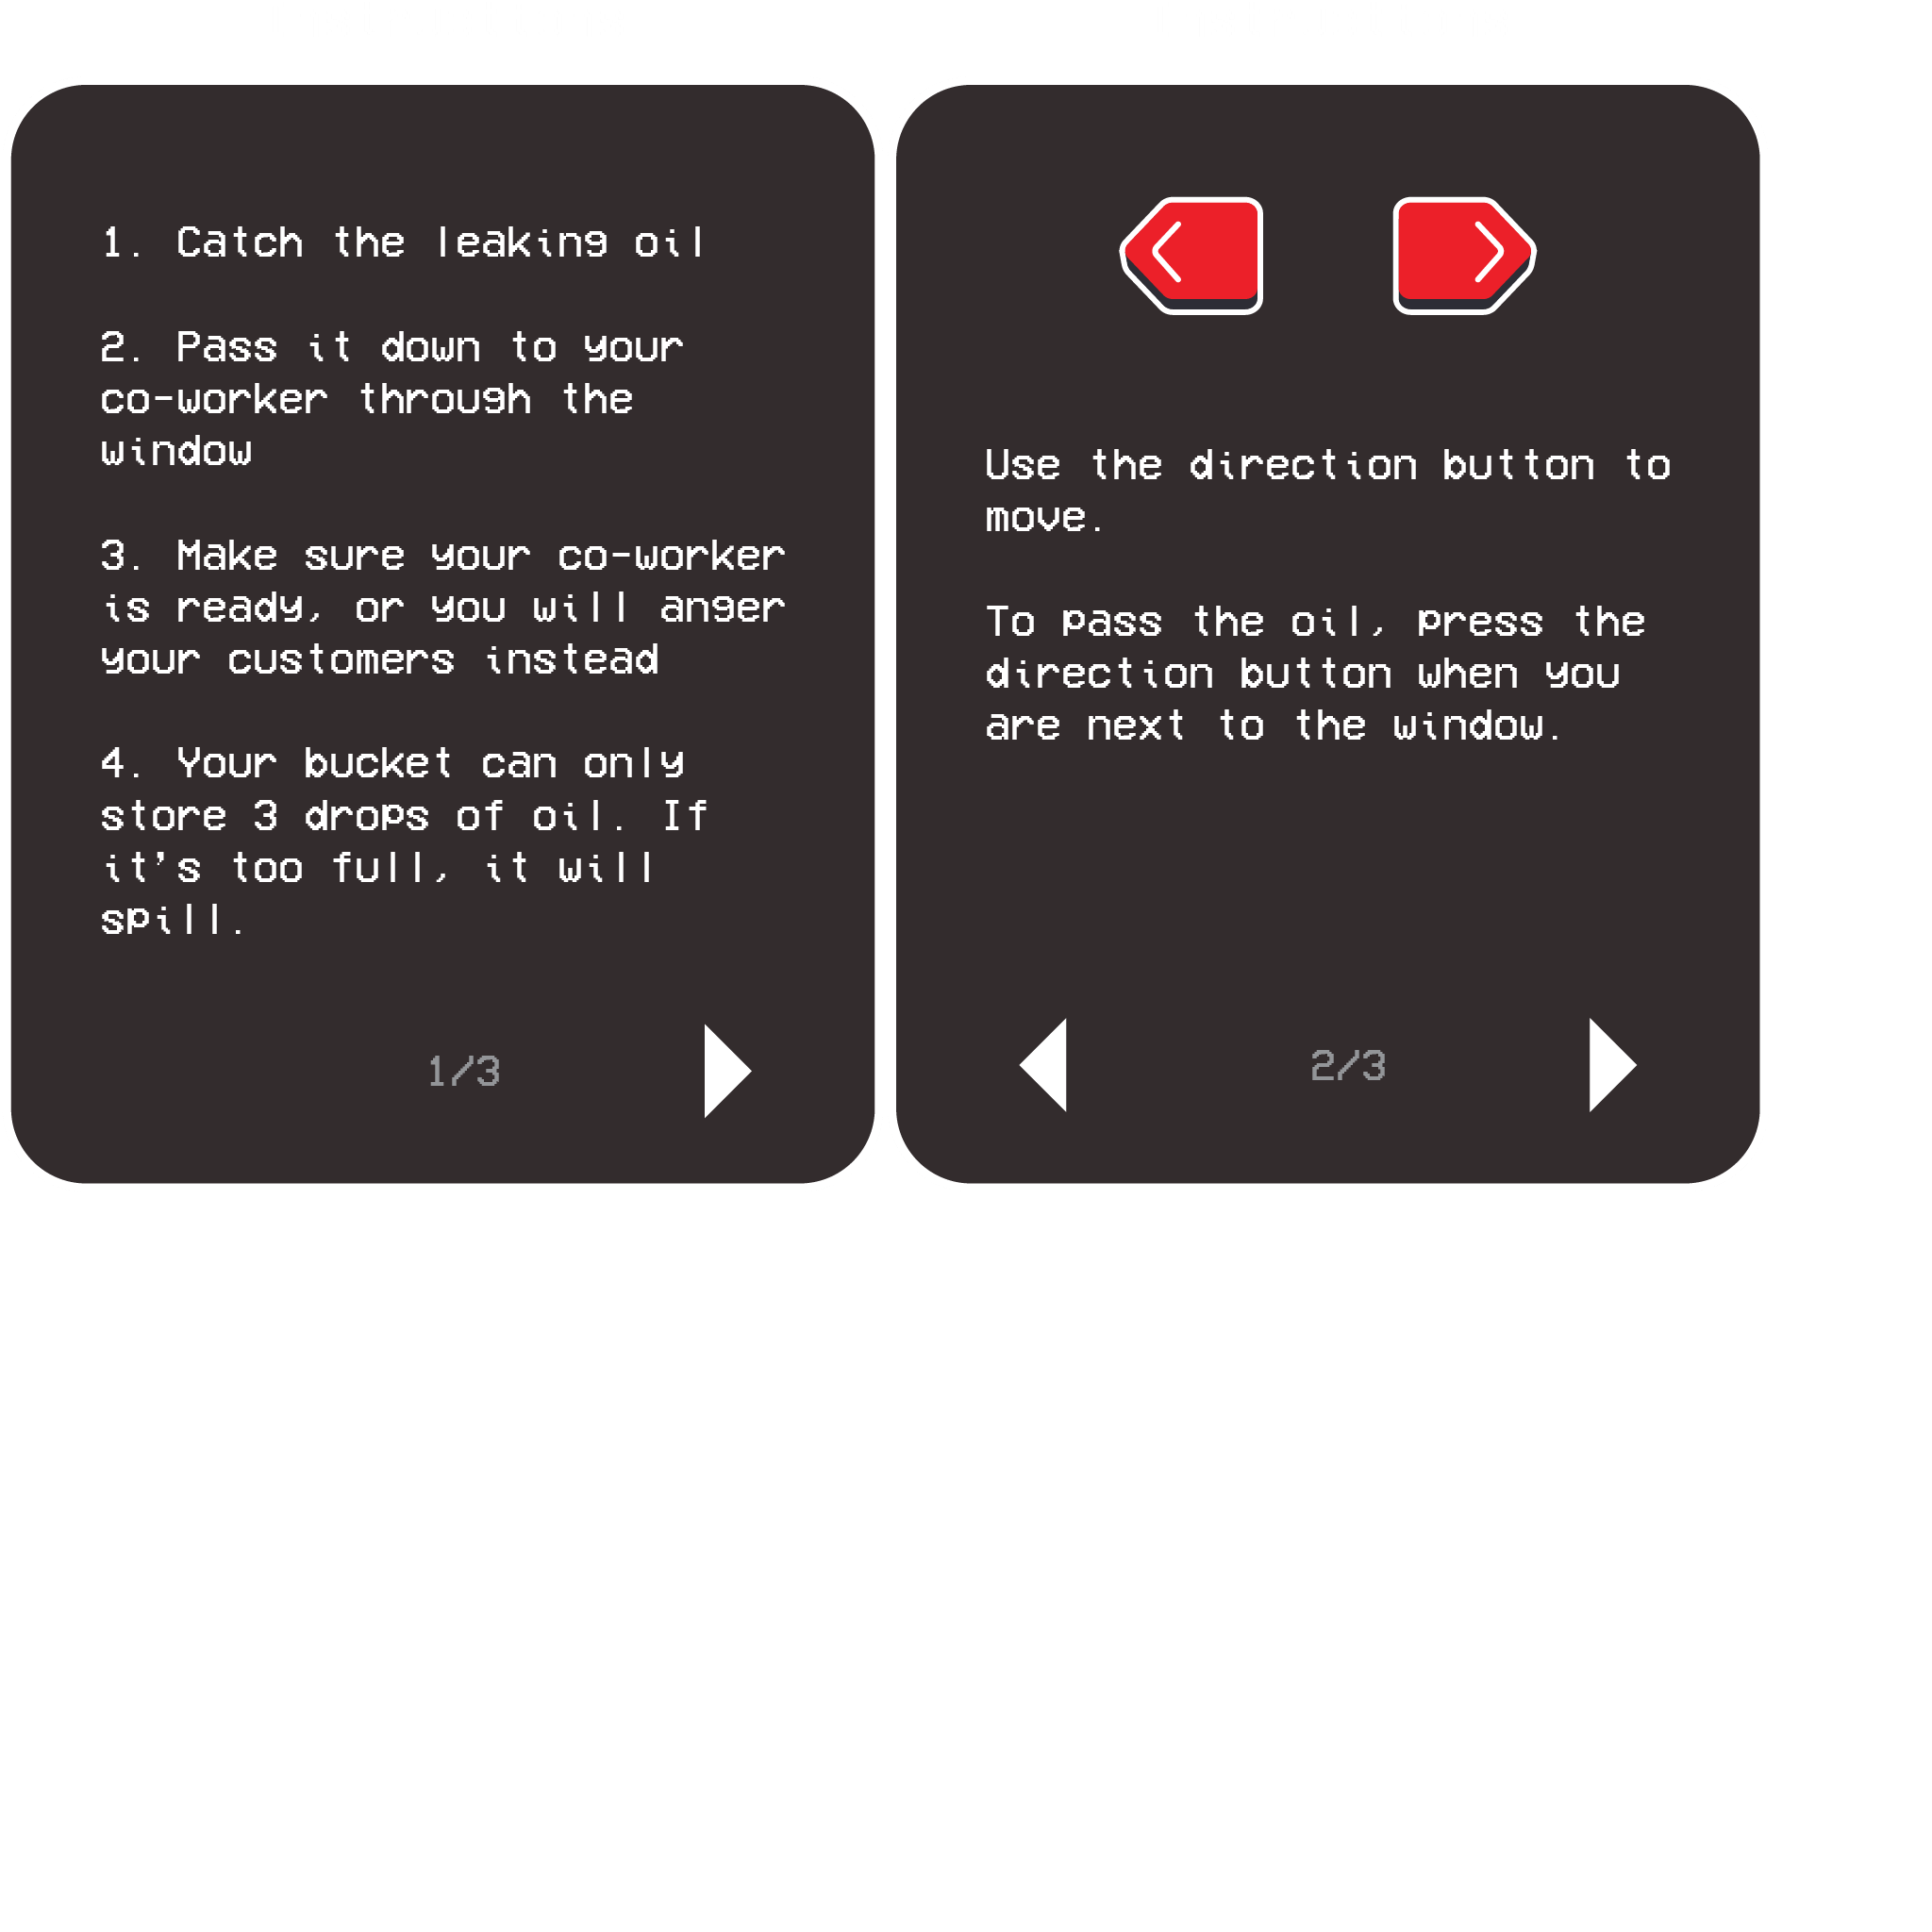 1. Catch the leaking oil
2. Pass it down to your
co-worker through the
window
3. Make sure your co-worker
is ready, or you will anger
your customers instead
4. Your bucket can only
store 3 drops of oil. If
it's too full, it will
spill.
1/3
Use the direction button to
move.
To pass the oil, press the
direction button when you
are next to the window.
2/3